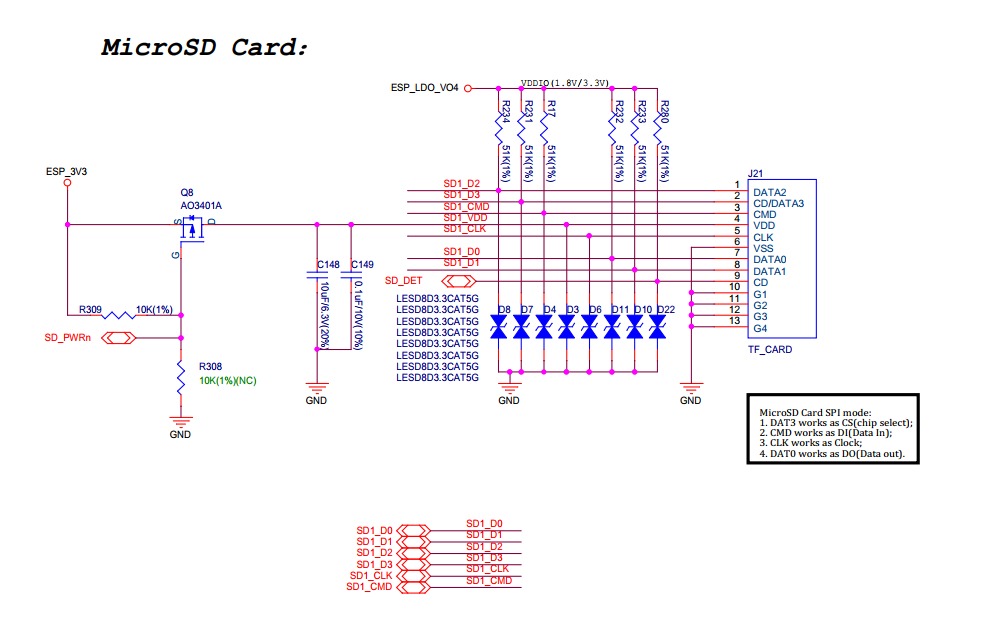 MicroSD Card:
ESP_LDO_VO4
VDDIO(1.8V/3.3V)
R234
R231
R17
R232
R233
R280
51K(1%)
51K(1%)
51K(1%)
51K(1%)
51K(1%)
51K(1%)
ESP_3V3
Q8
AO3401A
S
D
G
SD1_D2
SD1_D3
SD1_CMD
SD1_VDD
SD1_CLK
SD1_D0
SD1_D1
SD_DET
J21
1 DATA2
2 CD/DATA3
3 CMD
4 VDD
5 CLK
6 VSS
7 DATA0
8 DATA1
9 CD
10 G1
11 G2
12 G3
13 G4
TF_CARD
C148
10uF/6.3V(20%)
C149
0.1uF/10V(10%)
LESD8D3.3CAT5G
LESD8D3.3CAT5G
LESD8D3.3CAT5G
LESD8D3.3CAT5G
LESD8D3.3CAT5G
LESD8D3.3CAT5G
LESD8D3.3CAT5G
LESD8D3.3CAT5G
D8
D7
D4
D3
D6
D11
D10
D22
R309
10K(1%)
SD_PWRn
R308
10K(1%)(NC)
GND
GND
GND
GND
MicroSD Card SPI mode:
1. DAT3 works as CS(chip select);
2. CMD works as DI(Data In);
3. CLK works as Clock;
4. DAT0 works as DO(Data out).
SD1_D0 SD1_D0
SD1_D1 SD1_D1
SD1_D2 SD1_D2
SD1_D3 SD1_D3
SD1_CLK SD1_CLK
SD1_CMD SD1_CMD